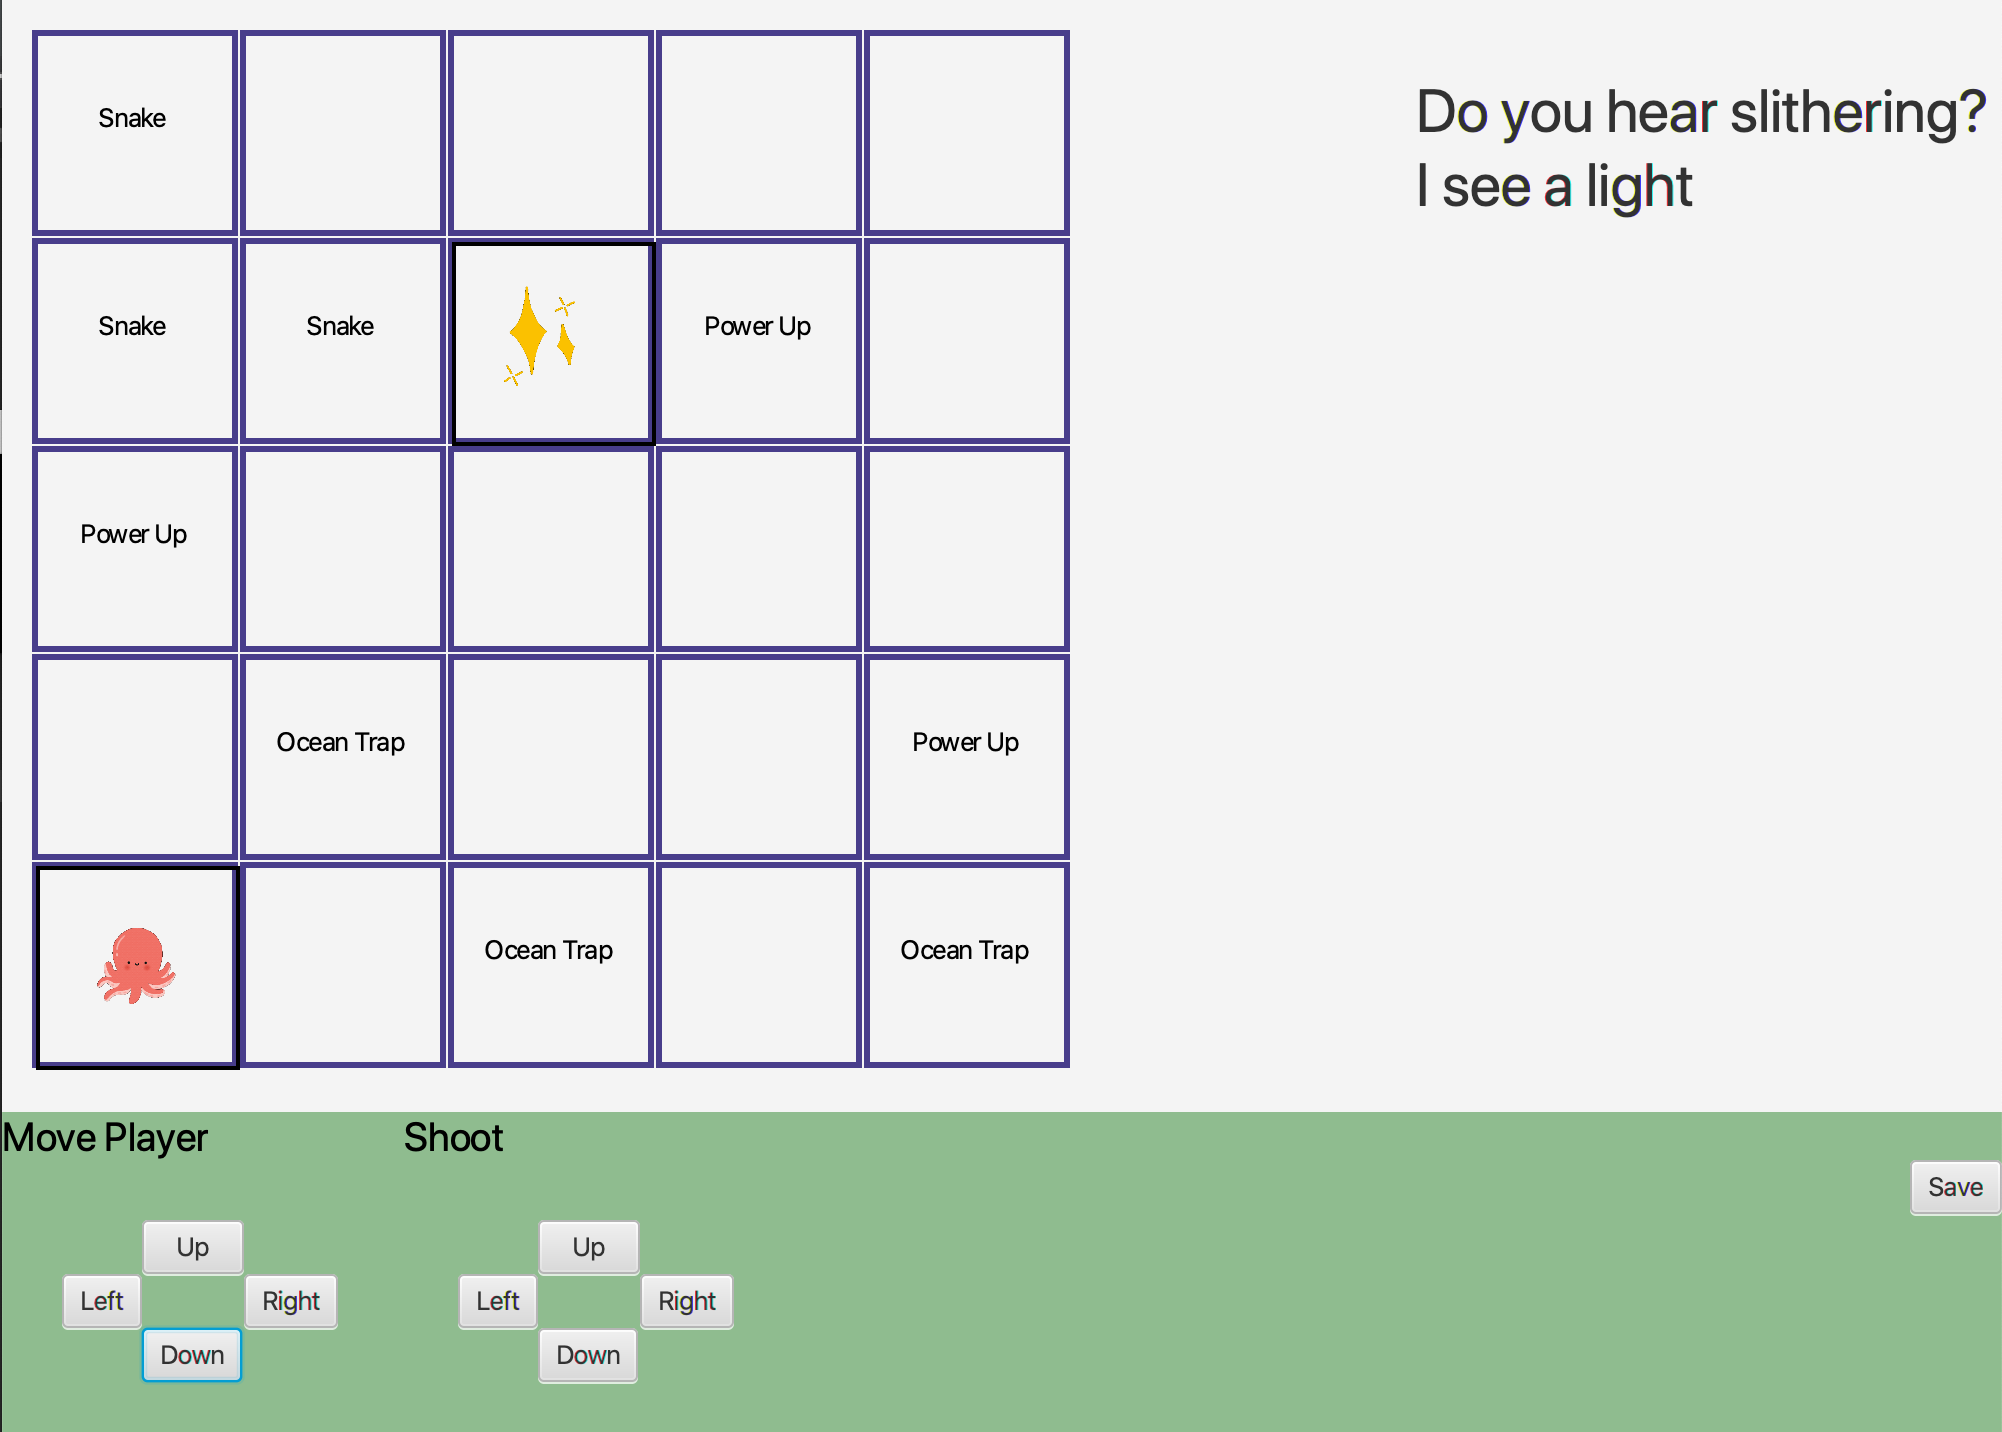 Snake
Do you hear slithering?
I see a light
Snake
Snake
Power Up
Power Up
Ocean Trap
Power Up
Ocean Trap
Ocean Trap
Move Player
Shoot
Save
Up
Up
Left
Right
Left
Right
Down
Down